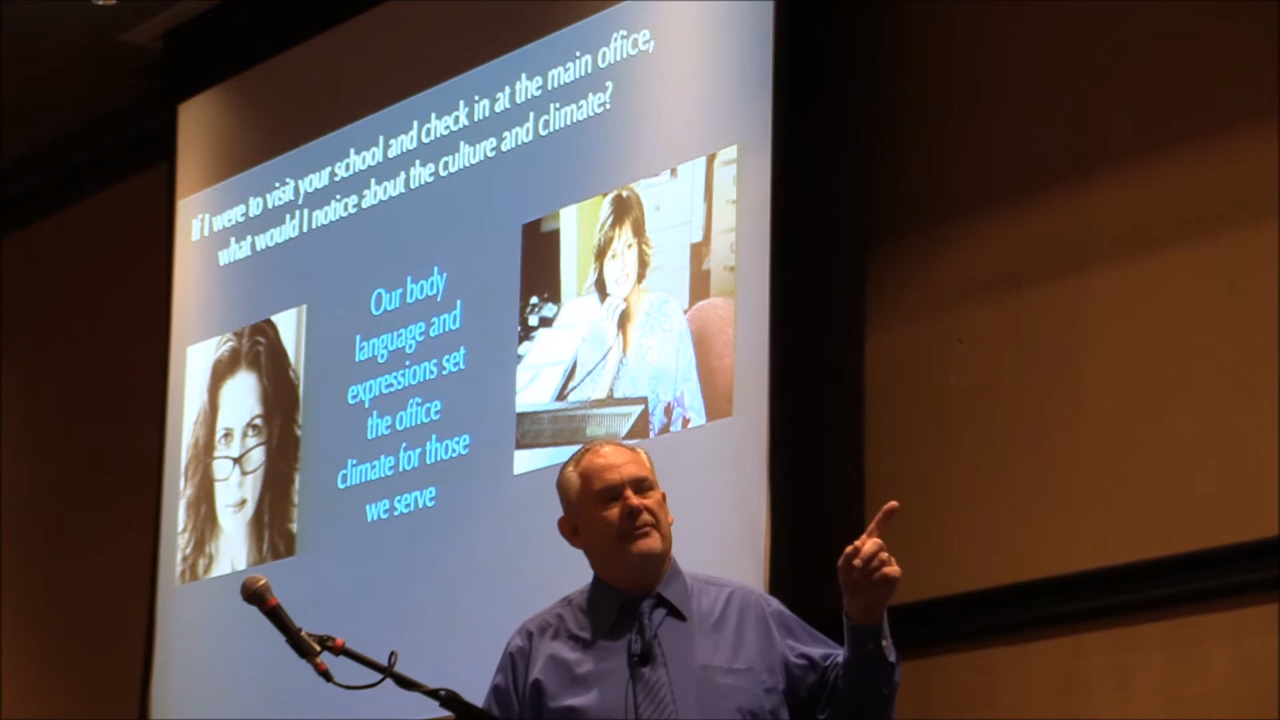 If I were to visit your school and check in at the main office,
what would I notice about the culture and climate?
Our body
language and
expressions set
the office
climate for those
we serve